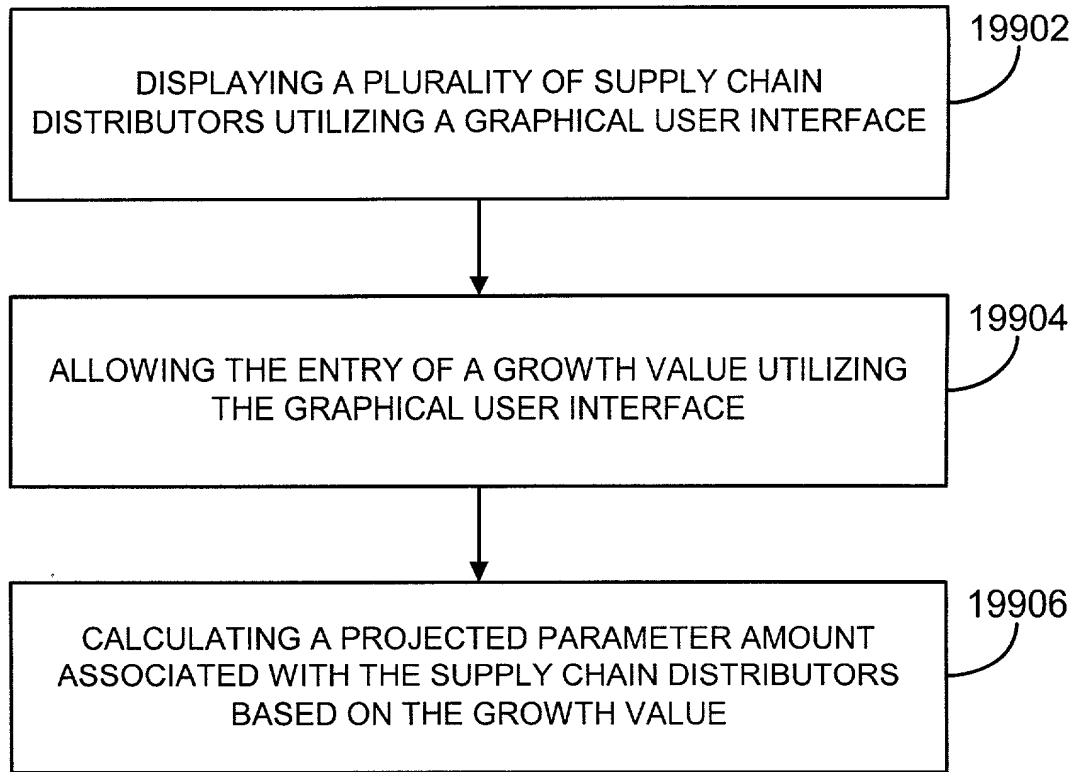 19902
DISPLAYING A PLURALITY OF SUPPLY CHAIN
DISTRIBUTORS UTILIZING A GRAPHICAL USER INTERFACE
19904
ALLOWING THE ENTRY OF A GROWTH VALUE UTILIZING
THE GRAPHICAL USER INTERFACE
19906
CALCULATING A PROJECTED PARAMETER AMOUNT
ASSOCIATED WITH THE SUPPLY CHAIN DISTRIBUTORS
BASED ON THE GROWTH VALUE